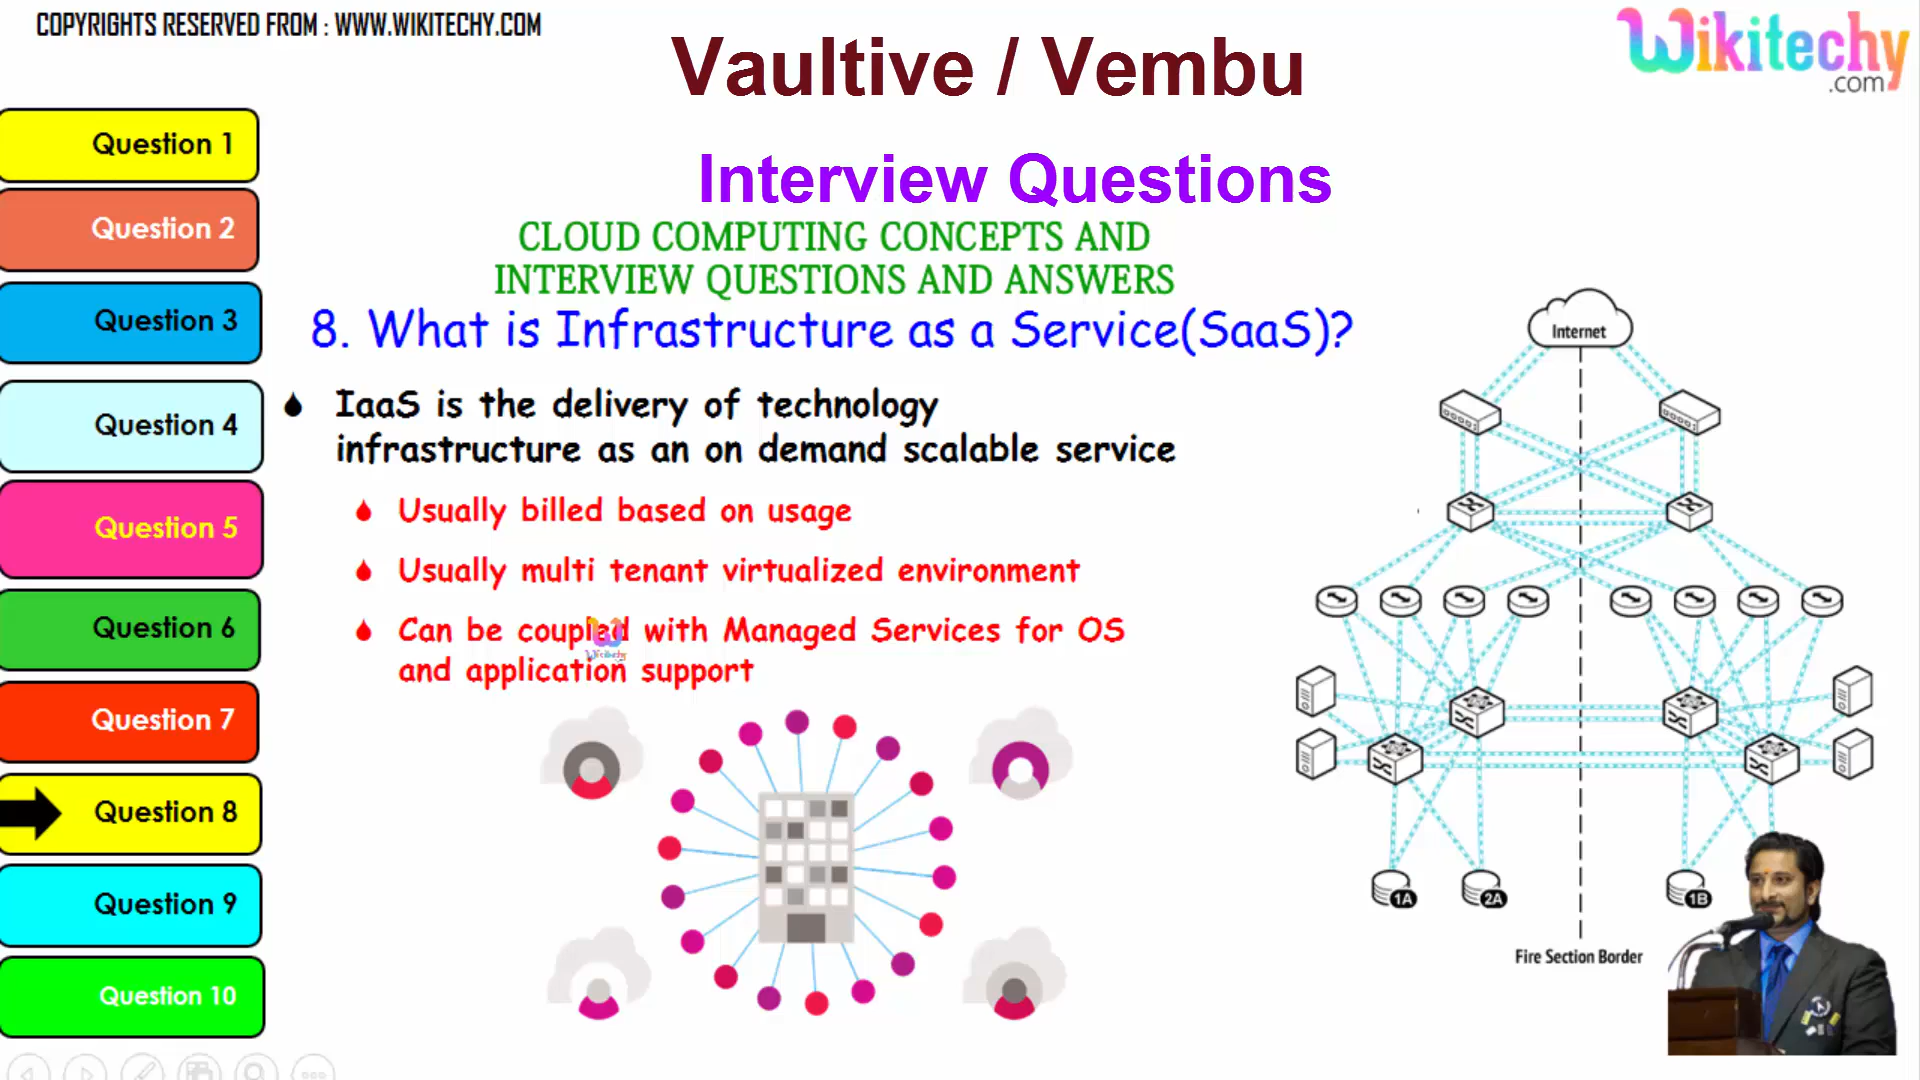 COPYRIGHTS RESERVED FROM : WWW.WIKITECHY.COM
Vaultive / Vembu
Wikitechy
.com
Interview Questions
CLOUD COMPUTING CONCEPTS AND
INTERVIEW QUESTIONS AND ANSWERS
8. What is Infrastructure as a Service(SaaS)?
IaaS is the delivery of technology
infrastructure as an on demand scalable service
Usually billed based on usage
Usually multi tenant virtualized environment
Can be coupled with Managed Services for OS
and application support
Wikitechy
Question 1
Question 2
Question 3
Question 4
Question 5
Question 6
Question 7
Question 8
Question 9
Question 10
Internet
1A
2A
1B
Fire Section Border